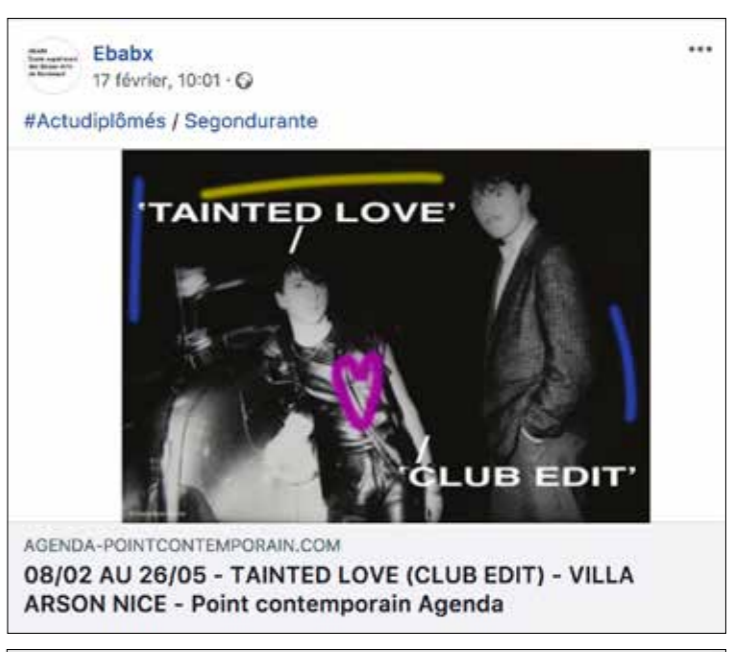 Ebabx
17 février, 10:01 ·
#Actudiplômés / Segondurante
'TAINTED LOVE'
/
/
'CLUB EDIT'
AGENDA-POINTCONTEMPORAIN.COM
08/02 AU 26/05 - TAINTED LOVE (CLUB EDIT) - VILLA
ARSON NICE - Point contemporain Agenda